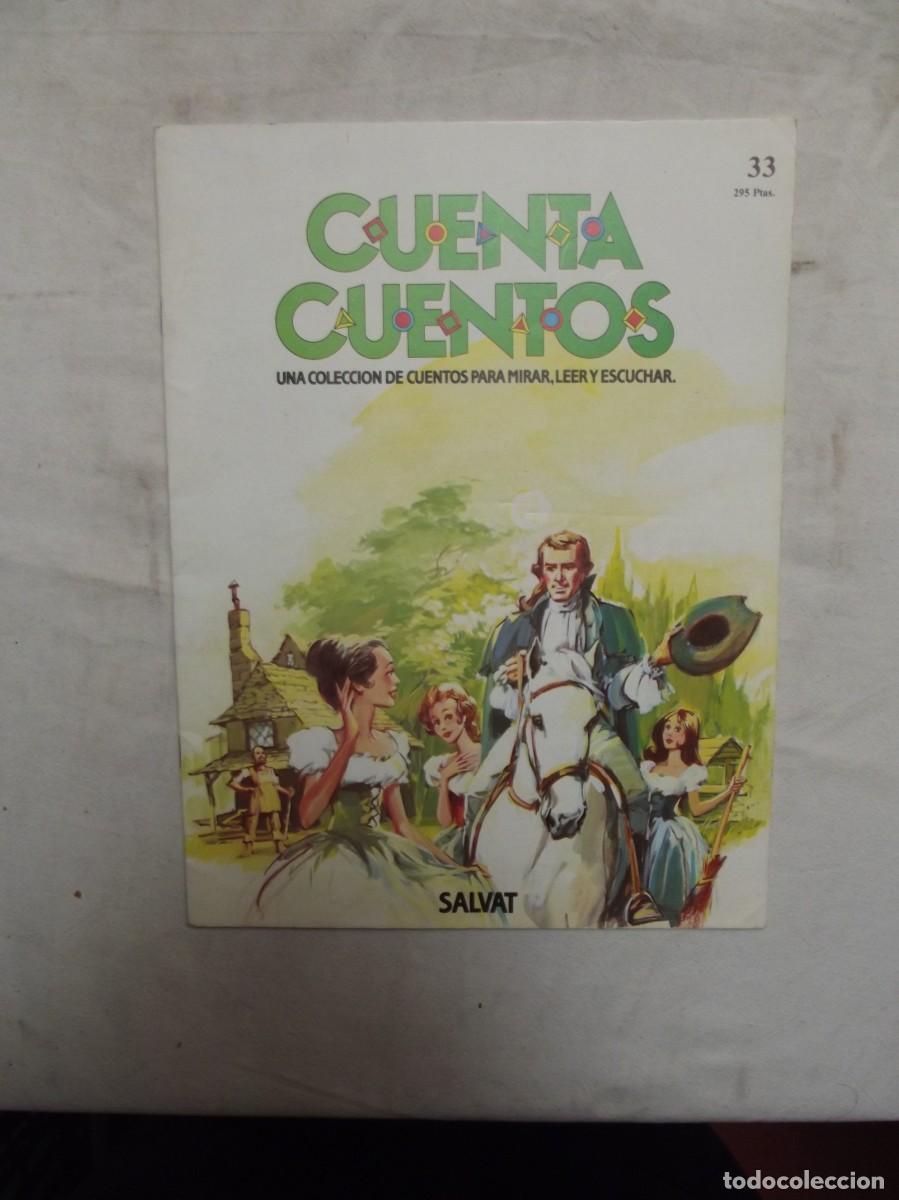 33
295 Ptas.
CUENTA
CUENTOS
UNA COLECCION DE CUENTOS PARA MIRAR, LEER Y ESCUCHAR.
SALVAT
todocoleccion